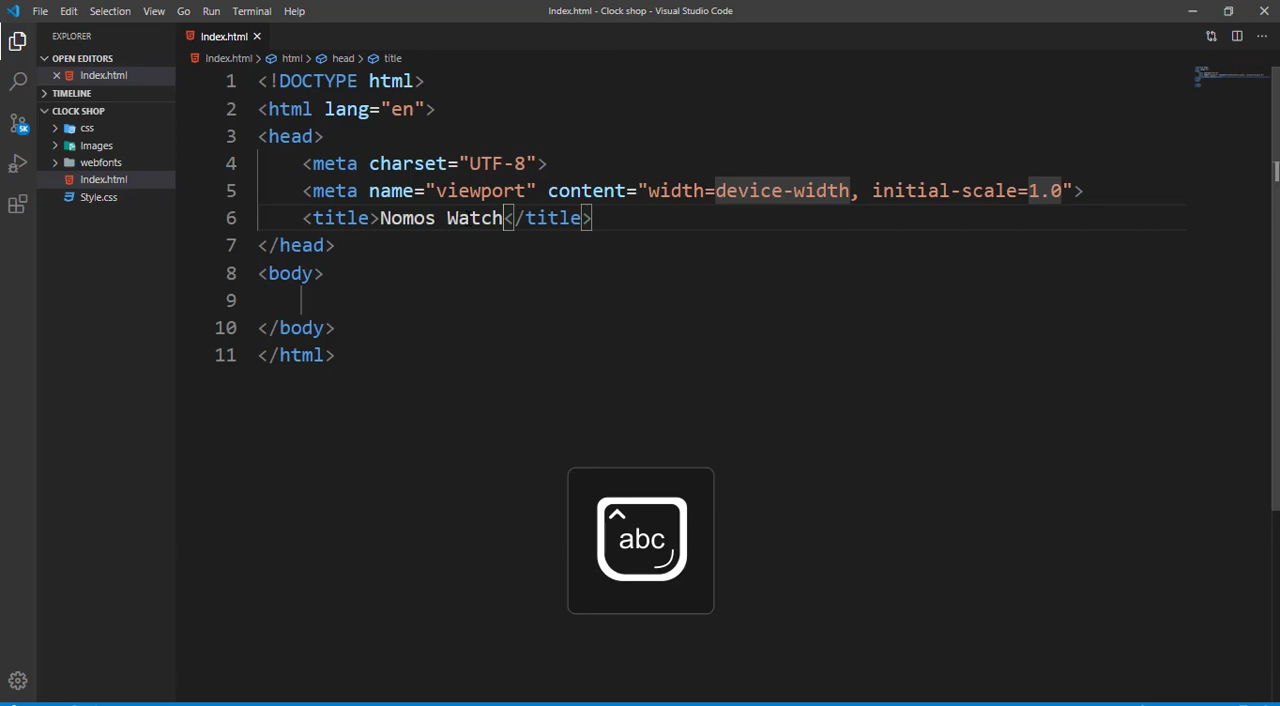 File Edit Selection View Go Run Terminal Help
Index.html - Clock shop - Visual Studio Code
EXPLORER
OPEN EDITORS
Index.html
TIMELINE
CLOCK SHOP
css
Images
webfonts
Index.html
Style.css
5K
Index.html
Index.html > html > head > title
1 <!DOCTYPE html>
2 <html lang="en">
3 <head>
4 <meta charset="UTF-8">
5 <meta name="viewport" content="width=device-width, initial-scale=1.0">
6 <title>Nomos Watch</title>
7 </head>
8 <body>
9
10 </body>
11 </html>
abc